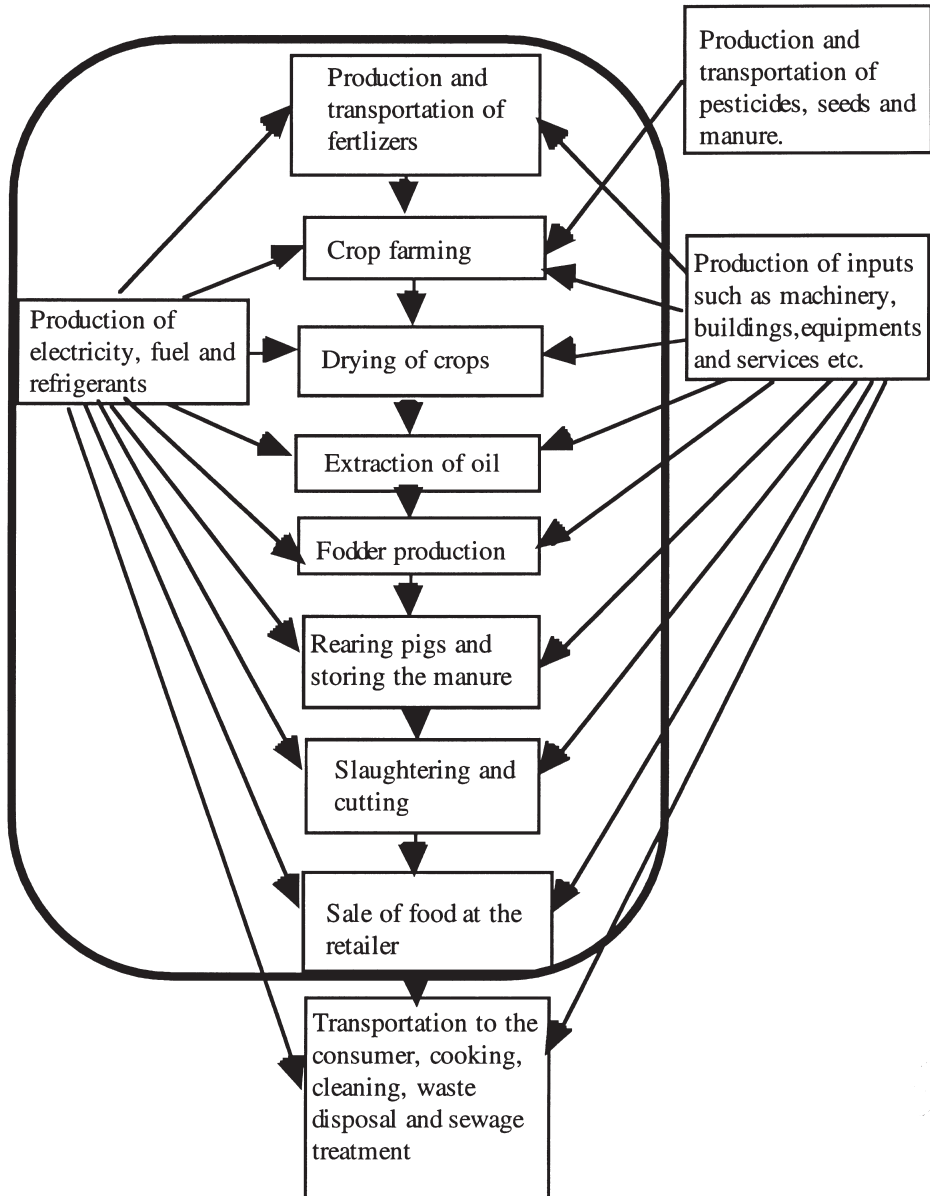 Production and
transportation of
fertlizers
Production and
transportation of
pesticides, seeds and
manure.
Crop farming
Production of inputs
such as machinery,
buildings,equipments
and services etc.
Production of
electricity, fuel and
refrigerants
Drying of crops
Extraction of oil
Fodder production
Rearing pigs and
storing the manure
Slaughtering and
cutting
Sale of food at the
retailer
Transportation to the
consumer, cooking,
cleaning, waste
disposal and sewage
treatment